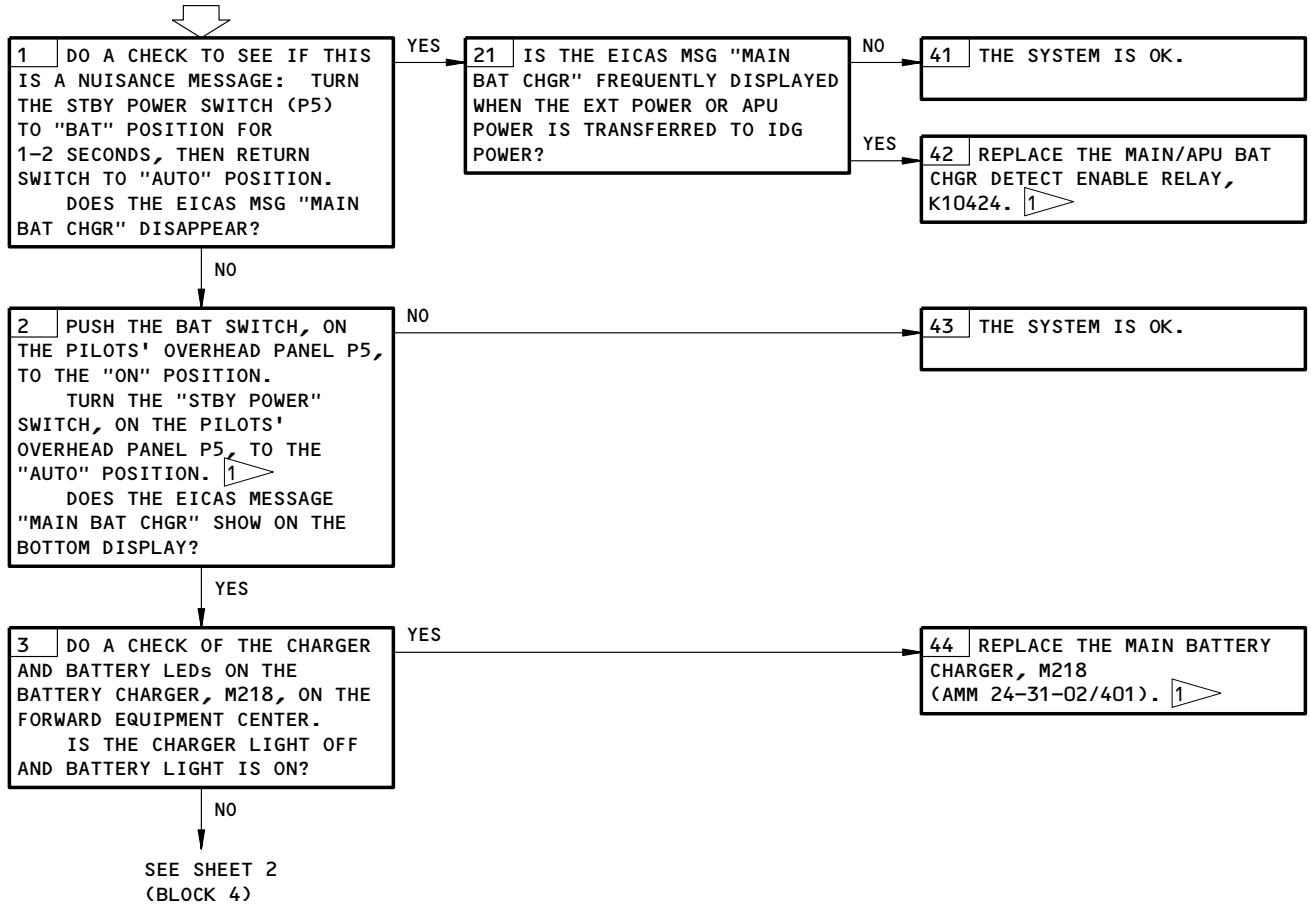 1 DO A CHECK TO SEE IF THIS
IS A NUISANCE MESSAGE: TURN
THE STBY POWER SWITCH (P5)
TO "BAT" POSITION FOR
1-2 SECONDS, THEN RETURN
SWITCH TO "AUTO" POSITION.
DOES THE EICAS MSG "MAIN
BAT CHGR" DISAPPEAR?
YES
21 IS THE EICAS MSG "MAIN
BAT CHGR" FREQUENTLY DISPLAYED
WHEN THE EXT POWER OR APU
POWER IS TRANSFERRED TO IDG
POWER?
NO
41 THE SYSTEM IS OK.
YES
42 REPLACE THE MAIN/APU BAT
CHGR DETECT ENABLE RELAY,
K10424. 1
NO
2 PUSH THE BAT SWITCH, ON
THE PILOTS' OVERHEAD PANEL P5,
TO THE "ON" POSITION.
TURN THE "STBY POWER"
SWITCH, ON THE PILOTS'
OVERHEAD PANEL P5, TO THE
"AUTO" POSITION. 1
DOES THE EICAS MESSAGE
"MAIN BAT CHGR" SHOW ON THE
BOTTOM DISPLAY?
NO
43 THE SYSTEM IS OK.
YES
3 DO A CHECK OF THE CHARGER
AND BATTERY LEDs ON THE
BATTERY CHARGER, M218, ON THE
FORWARD EQUIPMENT CENTER.
IS THE CHARGER LIGHT OFF
AND BATTERY LIGHT IS ON?
YES
44 REPLACE THE MAIN BATTERY
CHARGER, M218
(AMM 24-31-02/401). 1
NO
SEE SHEET 2
(BLOCK 4)